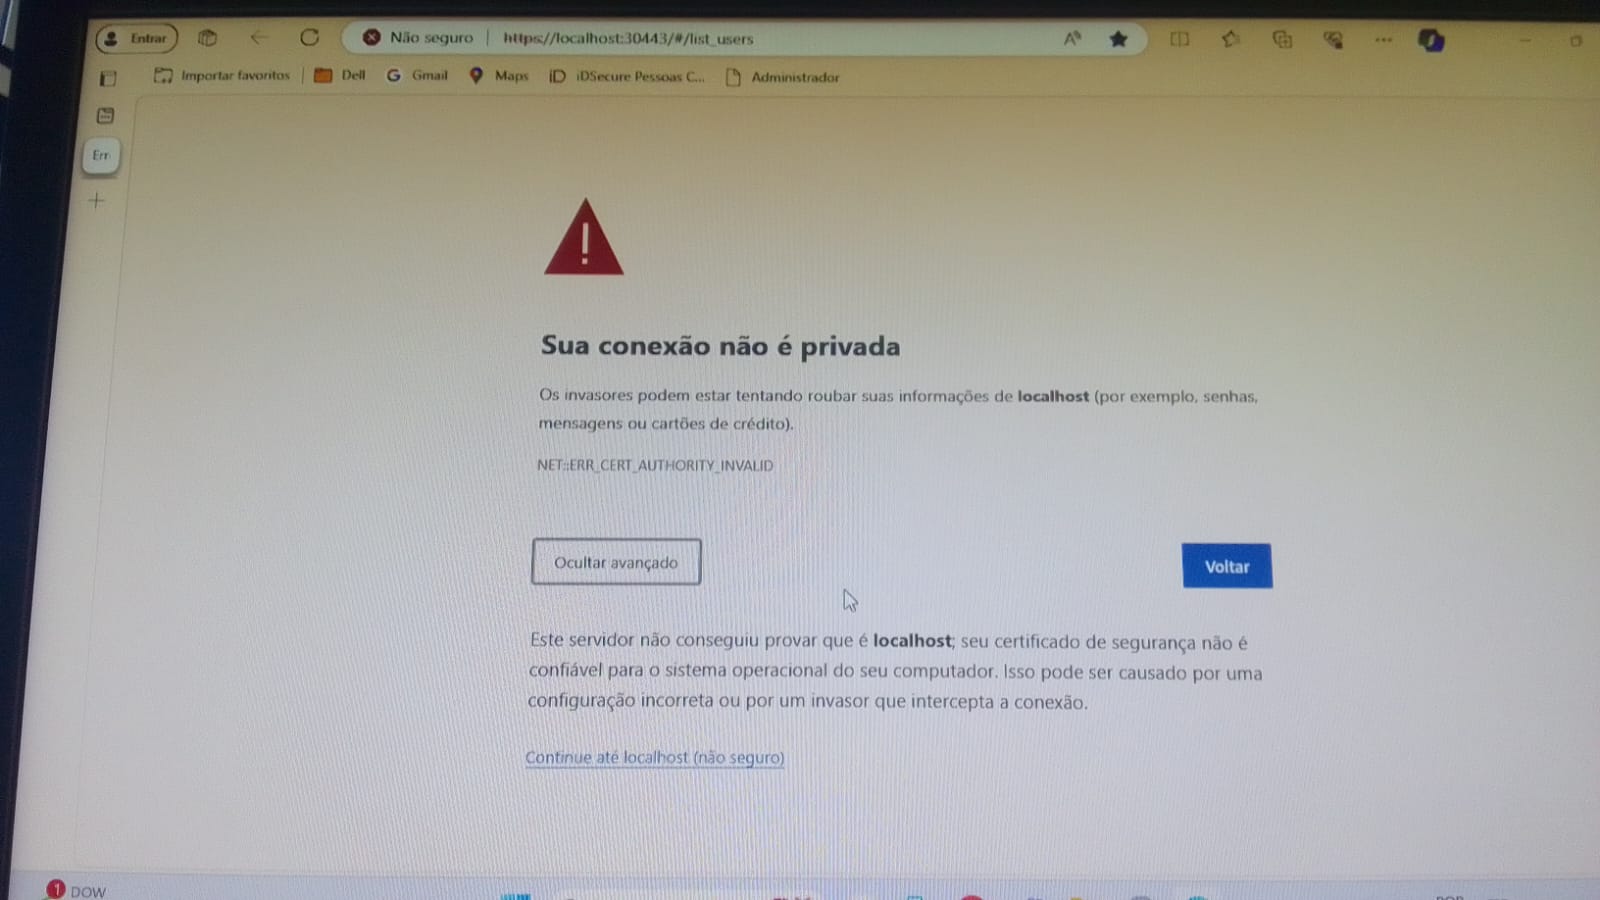 Entrar
Não seguro | https://localhost:30443/#/list_users
Importar favoritos | Dell Gmail Maps iDSecure Pessoas C... Administrador
Err
Sua conexão não é privada
Os invasores podem estar tentando roubar suas informações de localhost (por exemplo, senhas,
mensagens ou cartões de crédito).
NET::ERR_CERT_AUTHORITY_INVALID
Ocultar avançado
Voltar
Este servidor não conseguiu provar que é localhost; seu certificado de segurança não é
confiável para o sistema operacional do seu computador. Isso pode ser causado por uma
configuração incorreta ou por um invasor que intercepta a conexão.
Continue até localhost (não seguro)
1 DOW